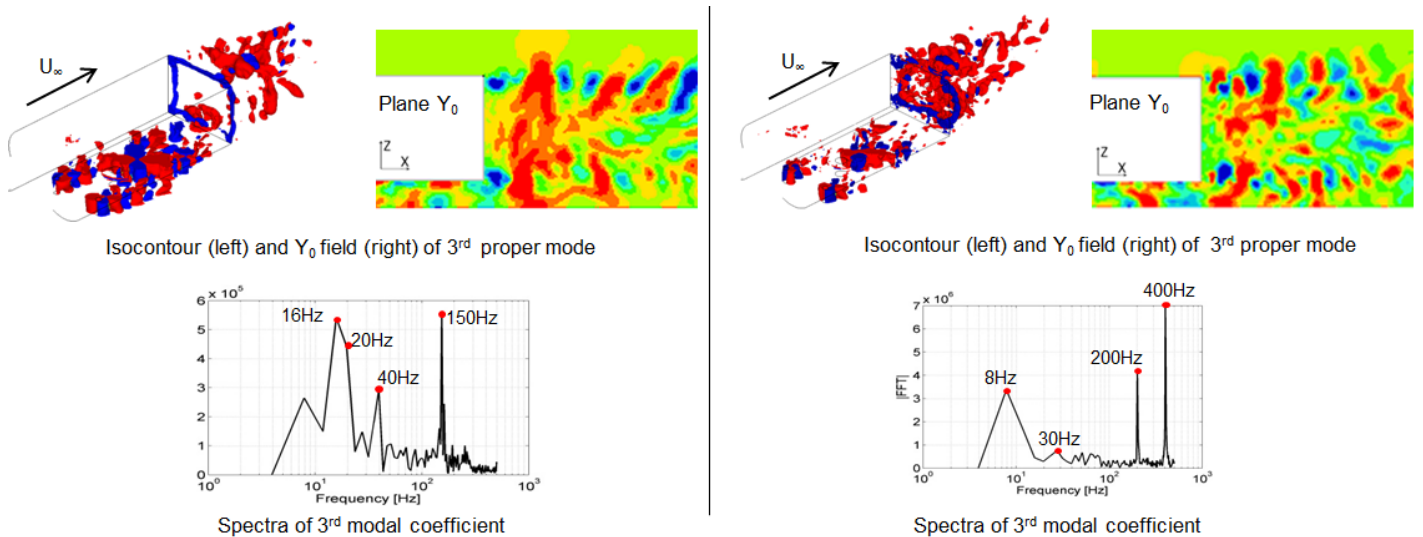 U∞
Plane Y0
Z
X
Isocontour (left) and Y0 field (right) of 3rd proper mode
6 x 10^5
5
4
3
2
1
0
16Hz
20Hz
40Hz
150Hz
10^0
10^1
10^2
10^3
Frequency [Hz]
Spectra of 3rd modal coefficient
U∞
Plane Y0
Z
X
Isocontour (left) and Y0 field (right) of 3rd proper mode
7 x 10^6
6
5
4
3
2
1
0
|FFT|
8Hz
30Hz
200Hz
400Hz
10^0
10^1
10^2
10^3
Frequency [Hz]
Spectra of 3rd modal coefficient